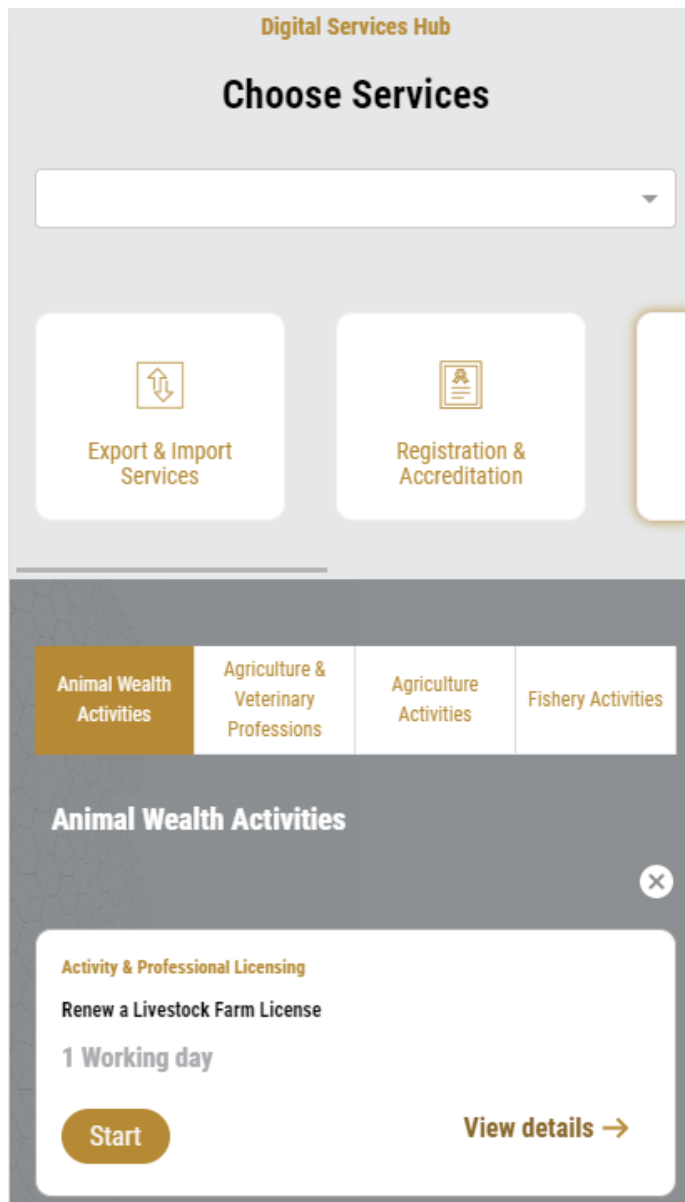 Digital Services Hub
Choose Services
Export & Import
Services
Registration &
Accreditation
Animal Wealth
Activities
Agriculture &
Veterinary
Professions
Agriculture
Activities
Fishery Activities
Animal Wealth Activities
Activity & Professional Licensing
Renew a Livestock Farm License
1 Working day
Start
View details →